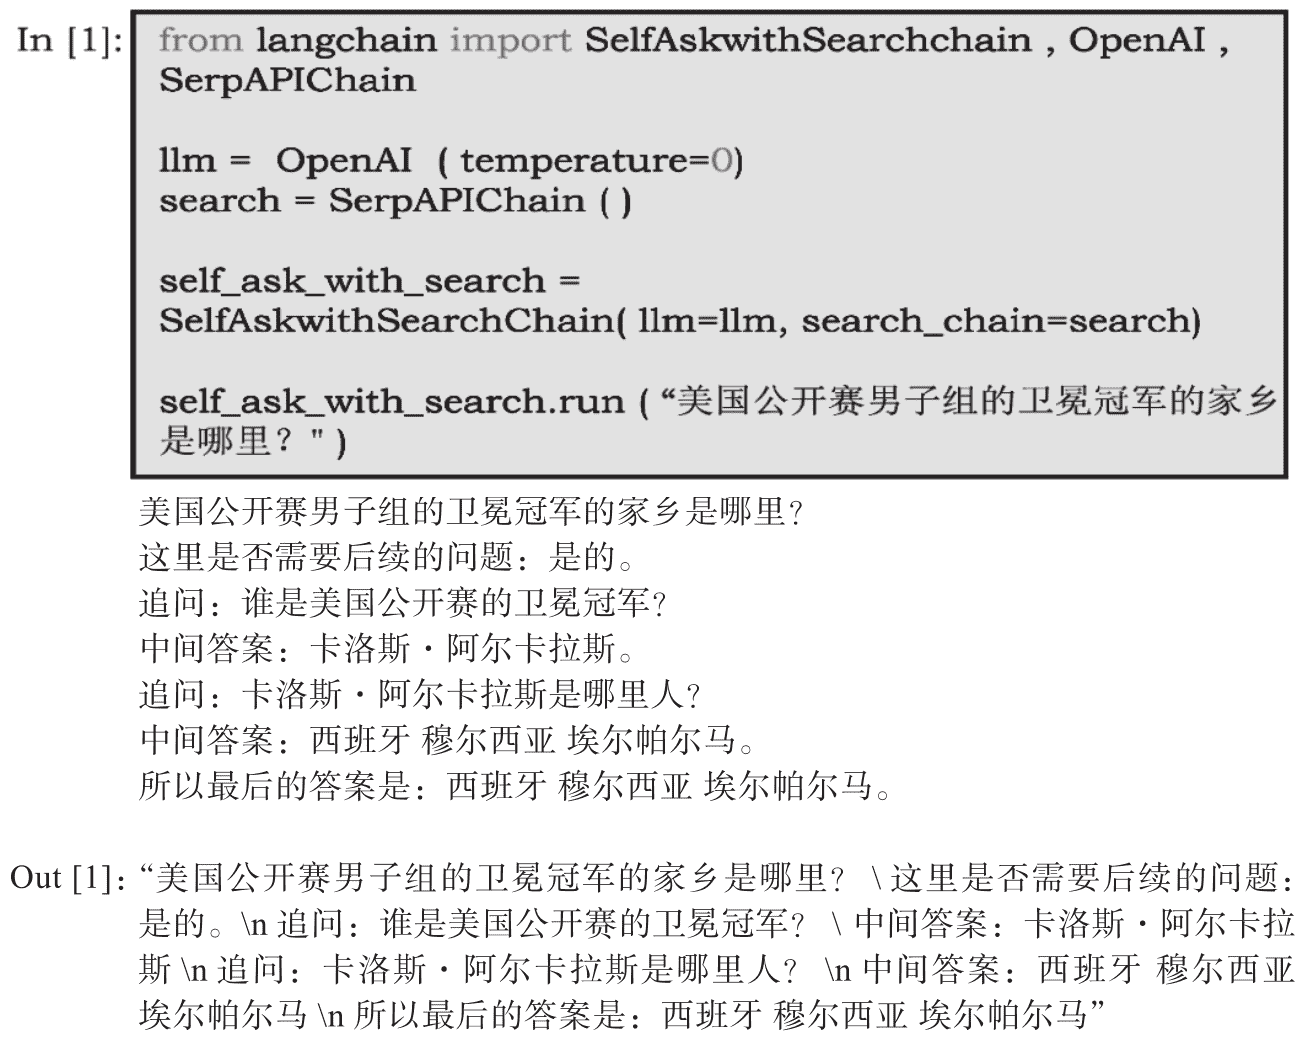 In [1]: from langchain import SelfAskwithSearchchain , OpenAI ,
SerpAPIChain
llm = OpenAI ( temperature=0)
search = SerpAPIChain ( )
self_ask_with_search =
SelfAskwithSearchChain( llm=llm, search_chain=search)
self_ask_with_search.run ( “美国公开赛男子组的卫冕冠军的家乡
是哪里？" )
美国公开赛男子组的卫冕冠军的家乡是哪里？
这里是否需要后续的问题：是的。
追问：谁是美国公开赛的卫冕冠军？
中间答案：卡洛斯·阿尔卡拉斯。
追问：卡洛斯·阿尔卡拉斯是哪里人？
中间答案：西班牙 穆尔西亚 埃尔帕尔马。
所以最后的答案是：西班牙 穆尔西亚 埃尔帕尔马。
Out [1]：“美国公开赛男子组的卫冕冠军的家乡是哪里？ \ 这里是否需要后续的问题：
是的。\n 追问：谁是美国公开赛的卫冕冠军？ \ 中间答案：卡洛斯·阿尔卡拉
斯 \n 追问：卡洛斯·阿尔卡拉斯是哪里人？ \n 中间答案：西班牙 穆尔西亚
埃尔帕尔马 \n 所以最后的答案是：西班牙 穆尔西亚 埃尔帕尔马”